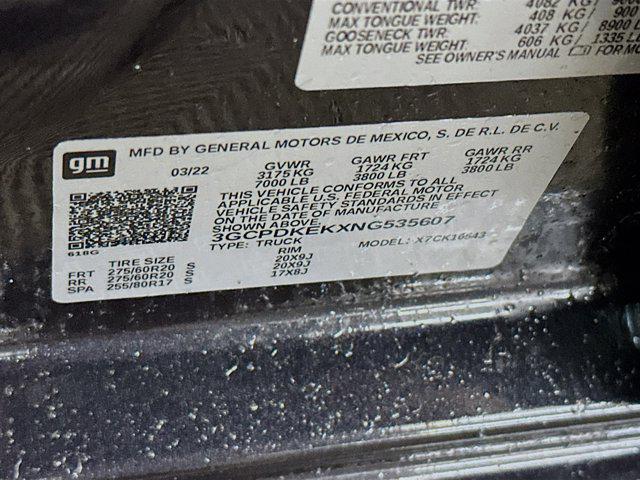 CONVENTIONAL TWR: 4082 KG/
MAX TONGUE WEIGHT: 408 KG / 900
GOOSENECK TWR: 4037 KG / 8900
MAX TONGUE WEIGHT: 606 KG / 1335 LB
SEE OWNER'S MANUAL FOR
gm
MFD BY GENERAL MOTORS DE MEXICO, S. DE R.L. DE C.V.
03/22 GVWR GAWR FRT GAWR RR
3175 KG 1724 KG 1724 KG
7000 LB 3800 LB 3800 LB
THIS VEHICLE CONFORMS TO ALL
APPLICABLE U.S. FEDERAL MOTOR
VEHICLE SAFETY STANDARDS IN EFFECT
ON THE DATE OF MANUFACTURE
SHOWN ABOVE.
3GCPDKEKXNG535607
618G
TYPE: TRUCK MODEL: X7CK10543
TIRE SIZE RIM
FRT 275/60R20 S 20X9J
RR 275/60R20 S 20X9J
SPA 255/80R17 S 17X8J